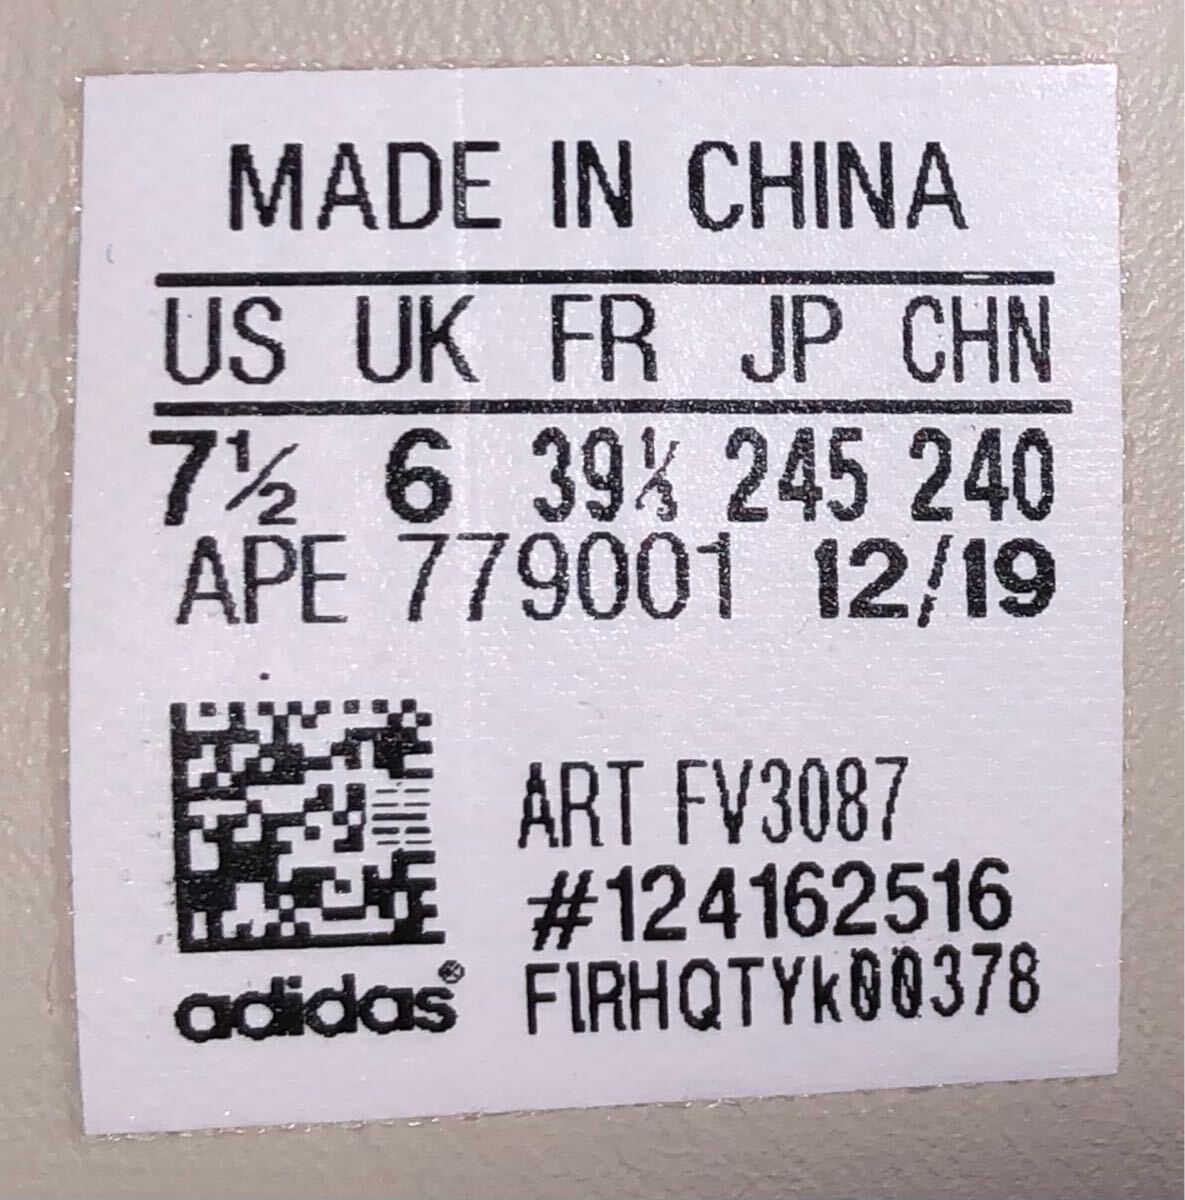 MADE IN CHINA
US UK FR JP CHN
7½ 6 39⅓ 245 240
APE 779001 12/19
ART FV3087
#124162516
FlRHQTYk00378
adidas®